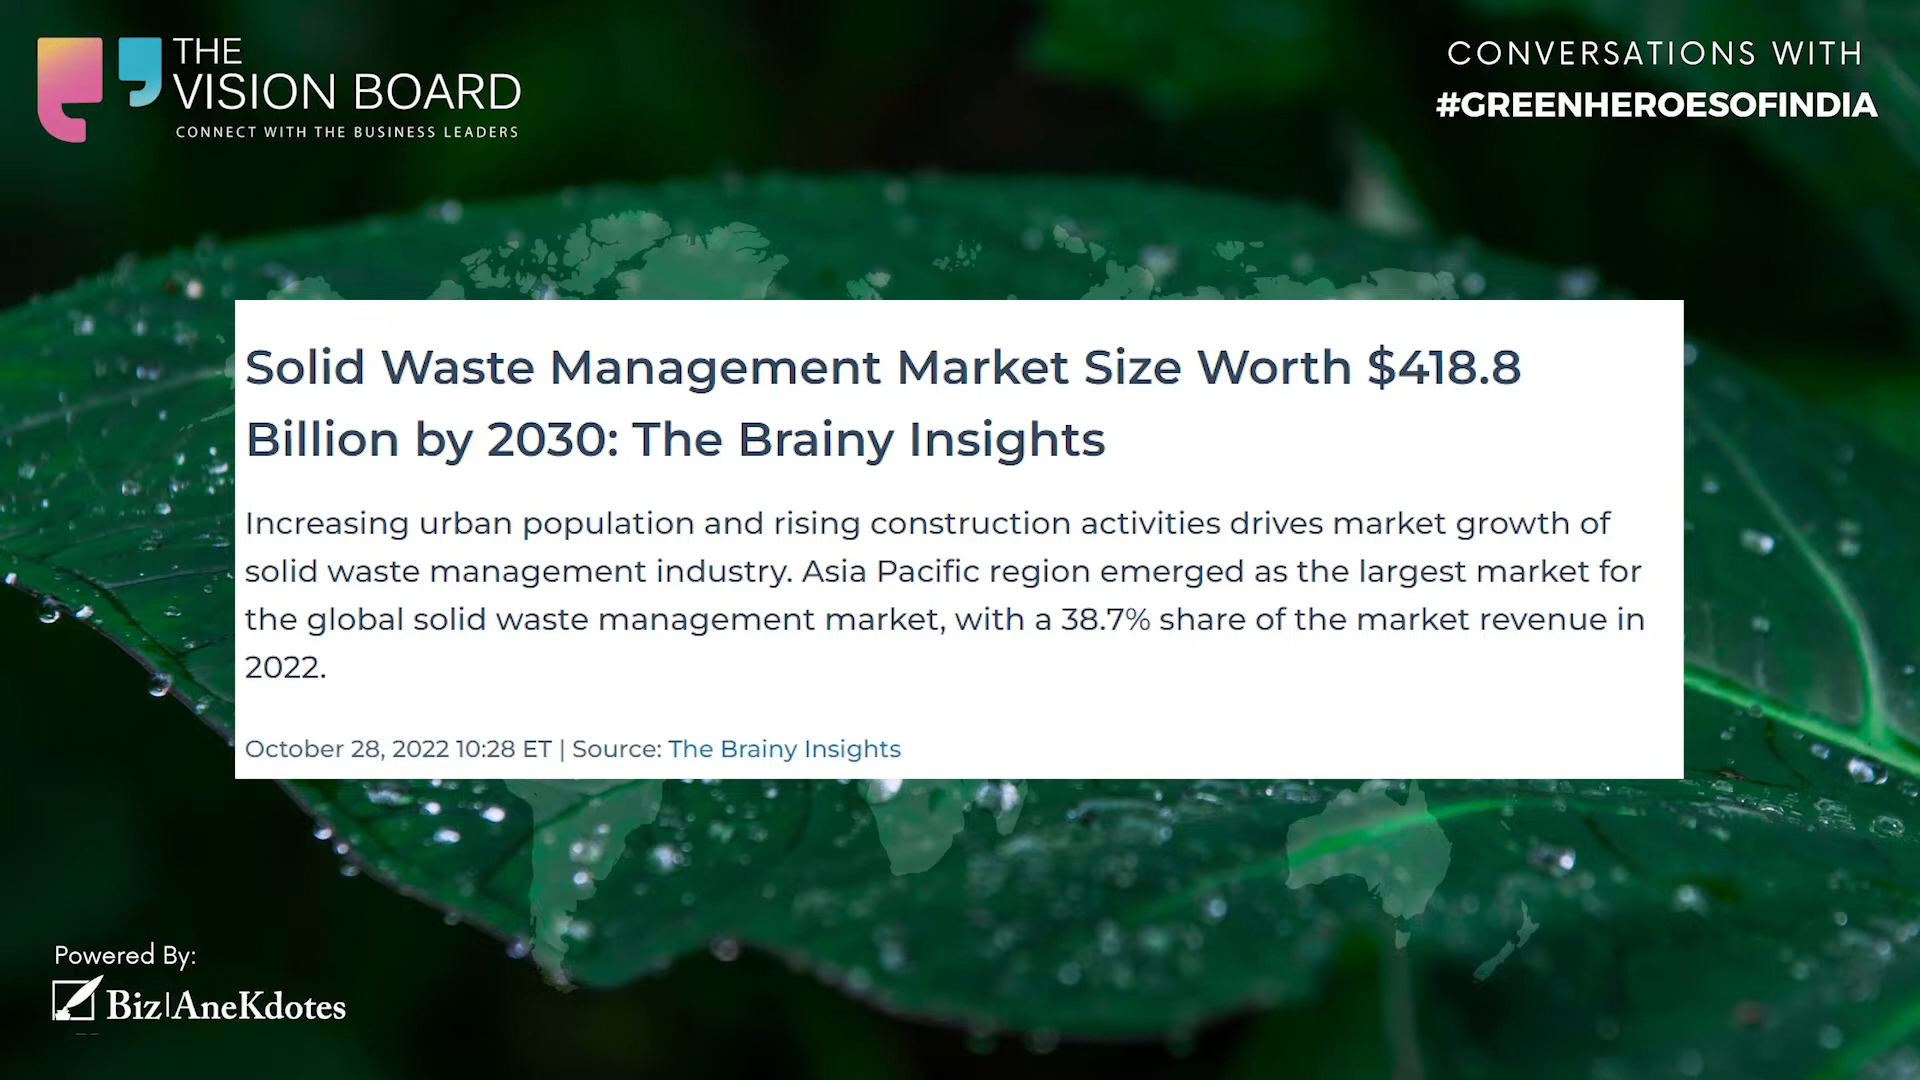 THE
VISION BOARD
CONNECT WITH THE BUSINESS LEADERS
CONVERSATIONS WITH
#GREENHEROESOFINDIA
Solid Waste Management Market Size Worth $418.8
Billion by 2030: The Brainy Insights
Increasing urban population and rising construction activities drives market growth of
solid waste management industry. Asia Pacific region emerged as the largest market for
the global solid waste management market, with a 38.7% share of the market revenue in
2022.
October 28, 2022 10:28 ET | Source: The Brainy Insights
Powered By:
Biz|AneKdotes